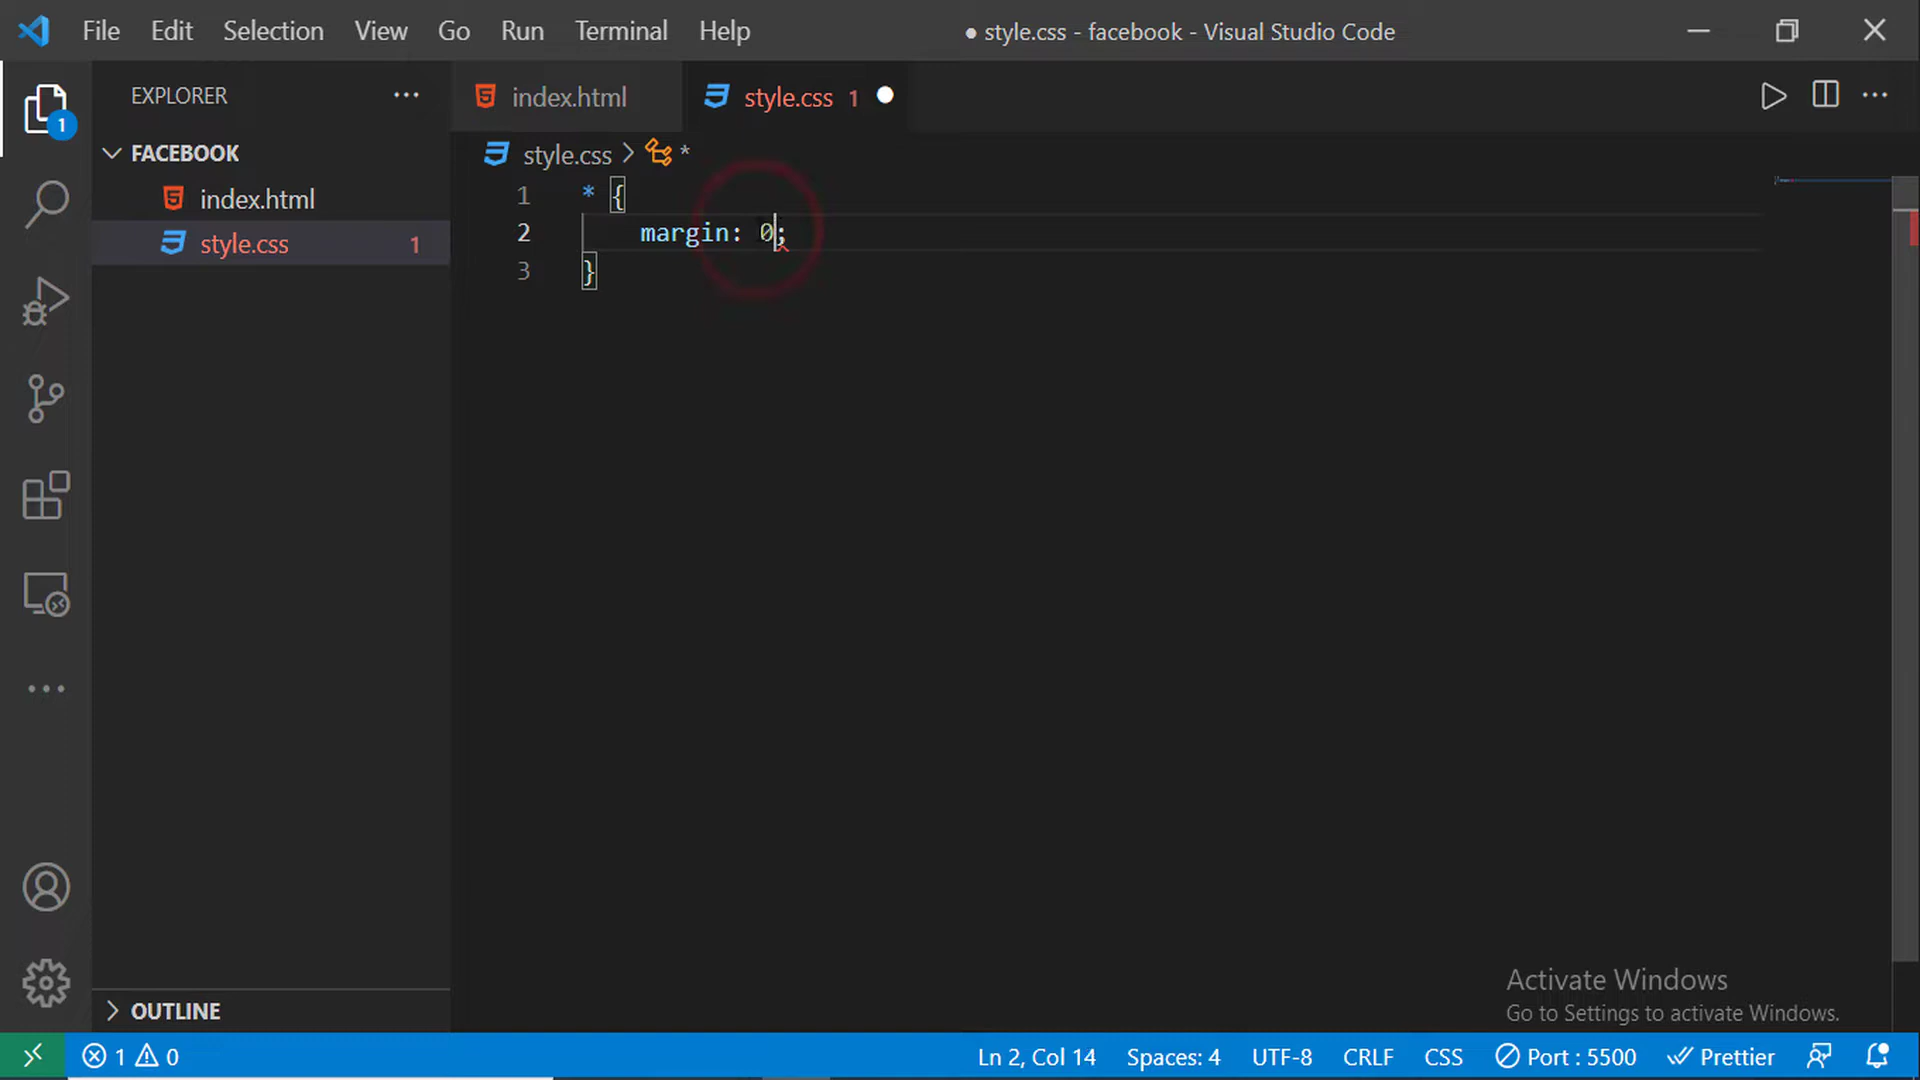 File Edit Selection View Go Run Terminal Help
● style.css - facebook - Visual Studio Code
EXPLORER
index.html
style.css 1
FACEBOOK
style.css > *
index.html
style.css 1
1 * {
2 margin: 0;
3 }
1
OUTLINE
Activate Windows
Go to Settings to activate Windows.
1 0
Ln 2, Col 14
Spaces: 4
UTF-8
CRLF
CSS
Port : 5500
Prettier